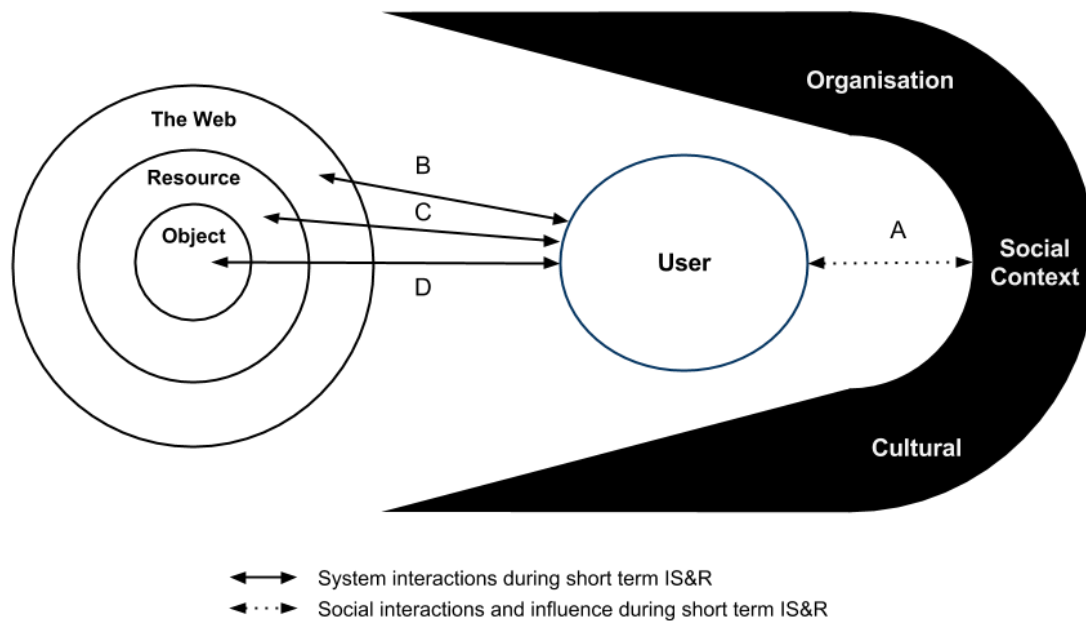 Organisation
The Web
B
Resource
C
Object
A
User
Social
Context
D
Cultural
System interactions during short term IS&R
Social interactions and influence during short term IS&R